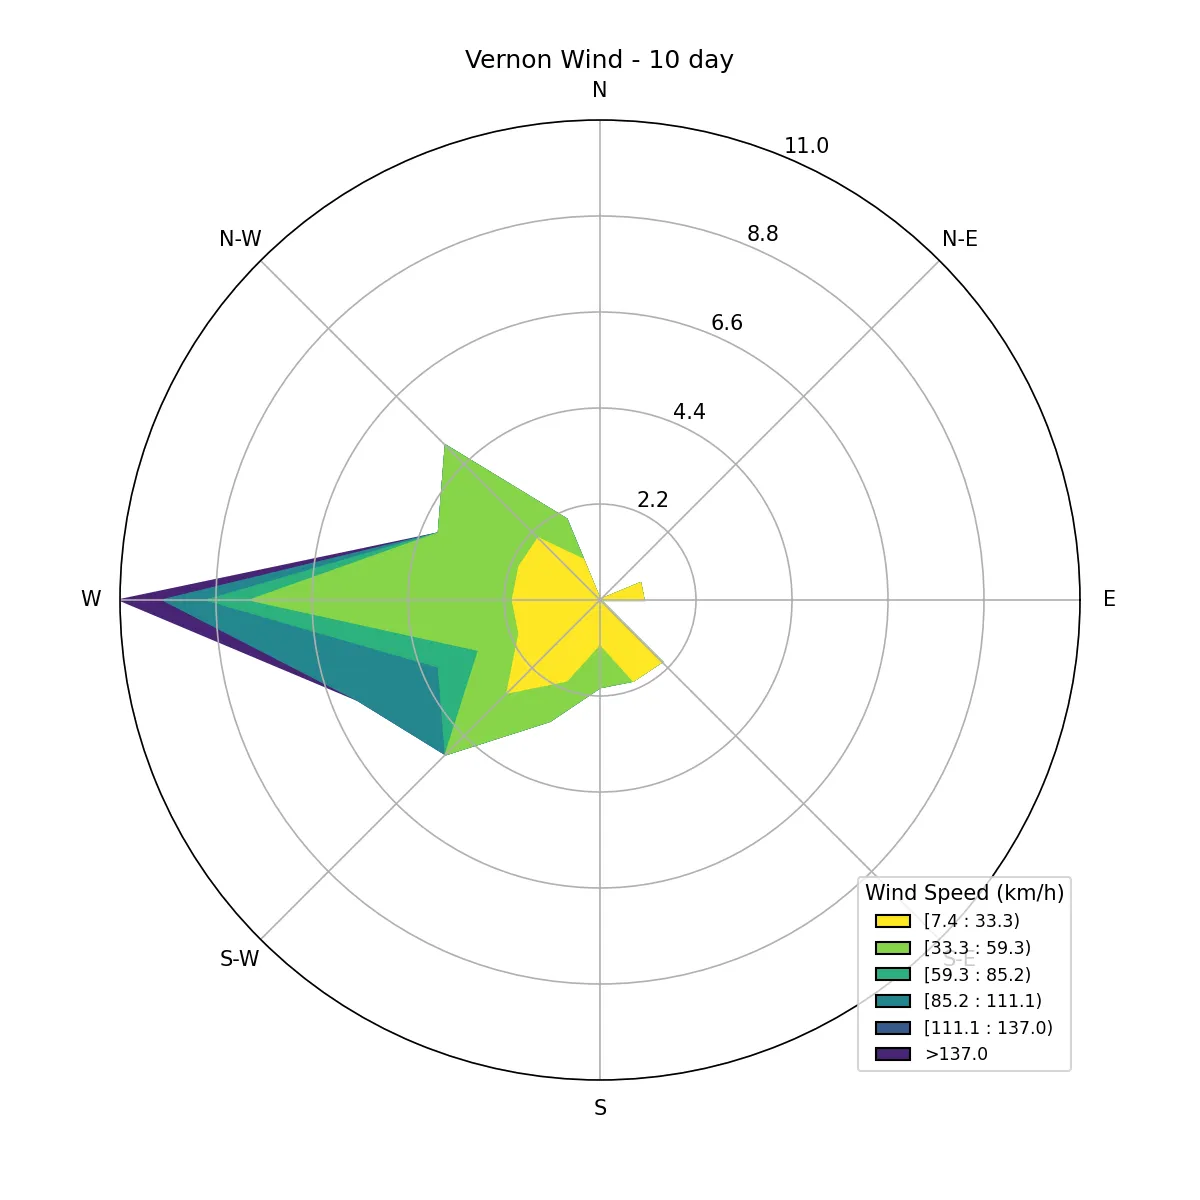 Vernon Wind - 10 day
N
11.0
N-W
8.8
N-E
6.6
4.4
2.2
W
E
Wind Speed (km/h)
[7.4 : 33.3)
[33.3 : 59.3)
S-W
S-E
[59.3 : 85.2)
[85.2 : 111.1)
[111.1 : 137.0)
>137.0
S